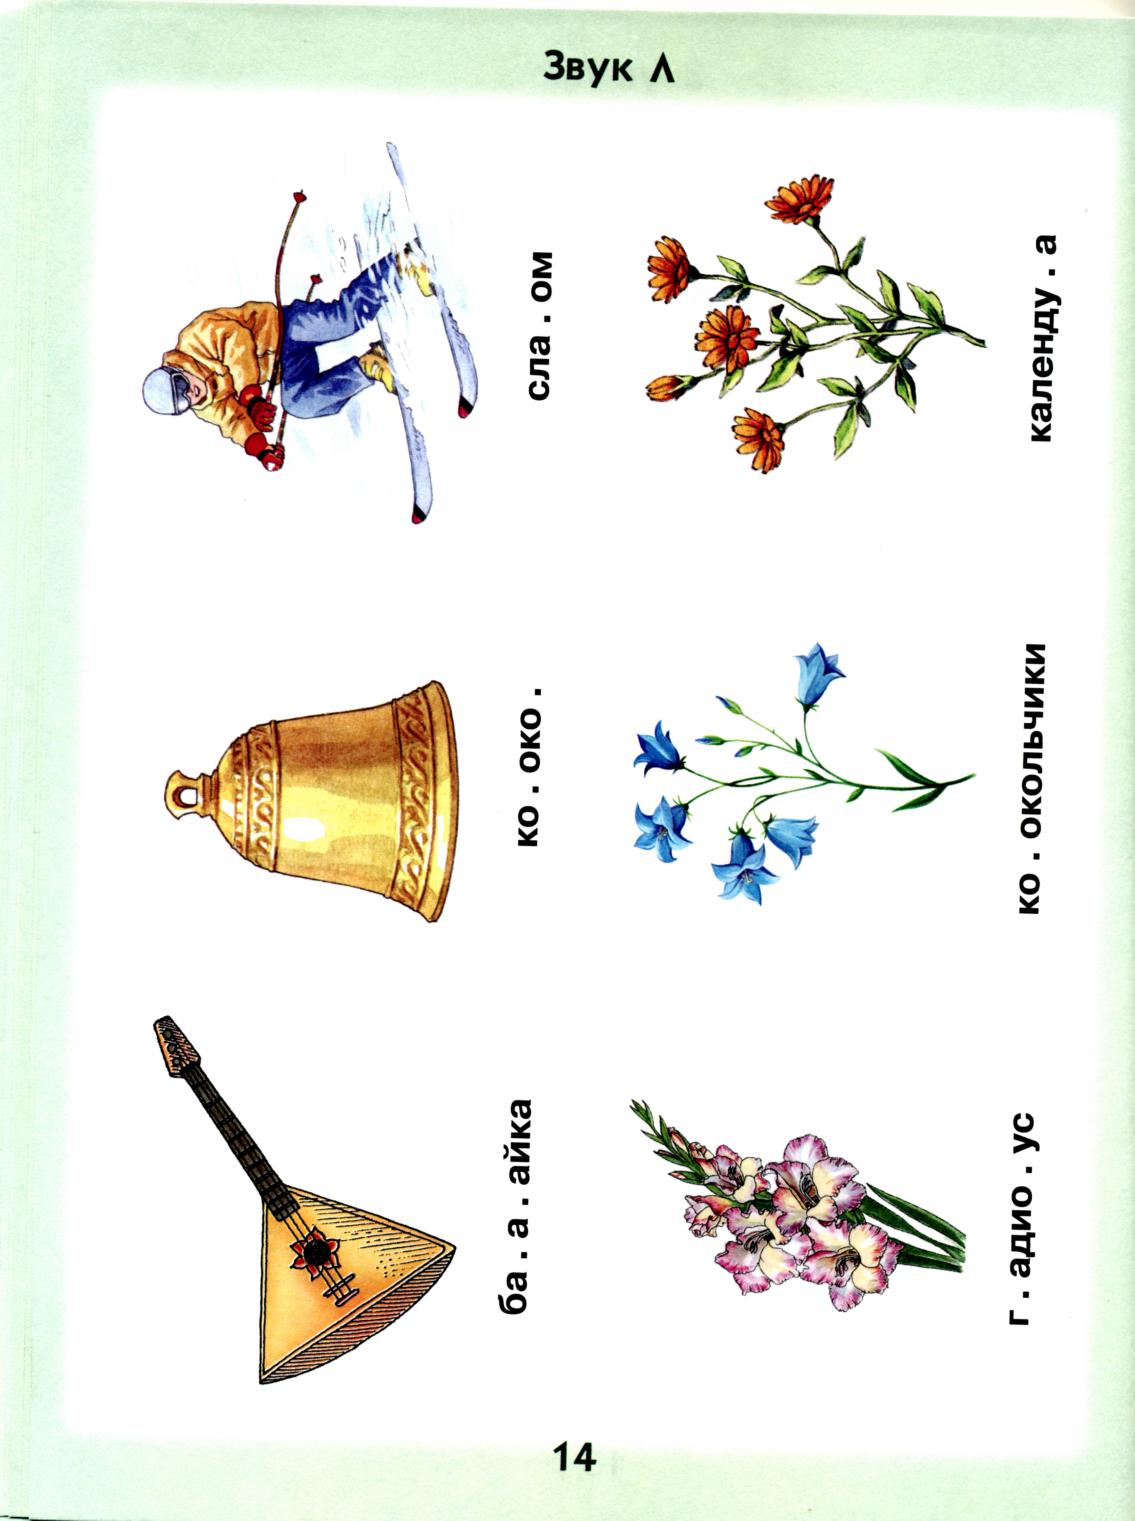 Звук Л
ба . а . айка
ко . око .
сла . ом
г . адио . ус
ко . окольчики
календу . а
14